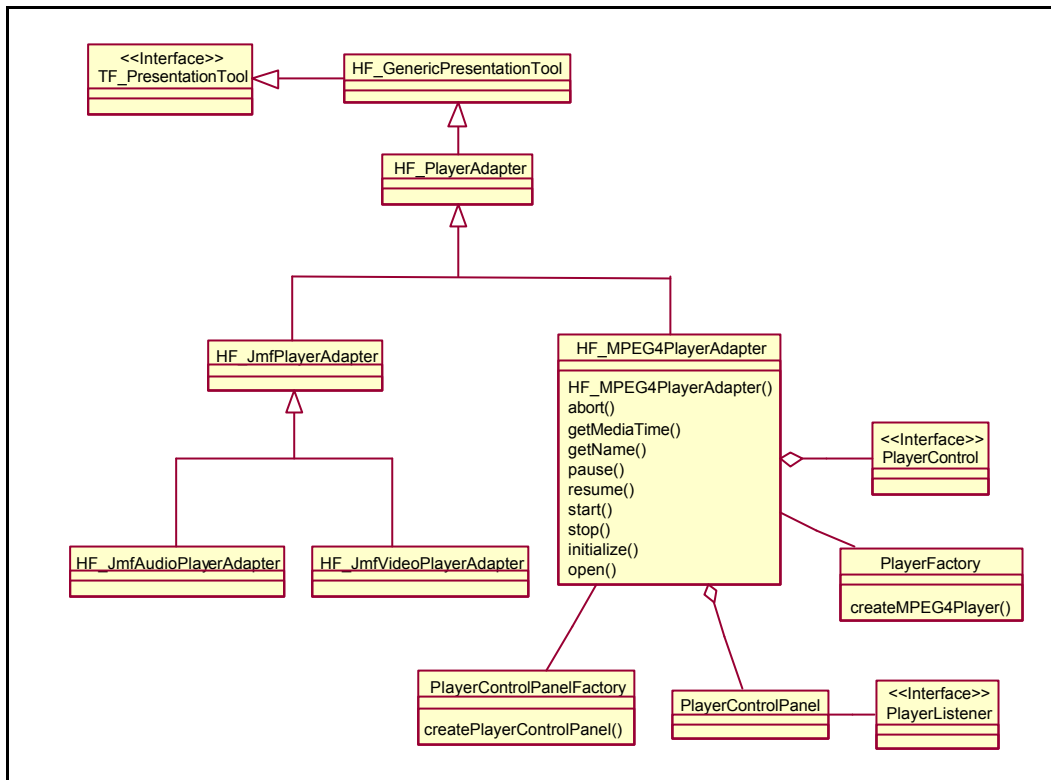 <<Interface>>
TF_PresentationTool
HF_GenericPresentationTool
HF_PlayerAdapter
HF_JmfPlayerAdapter
HF_MPEG4PlayerAdapter
HF_MPEG4PlayerAdapter()
abort()
getMediaTime()
getName()
pause()
resume()
start()
stop()
initialize()
open()
<<Interface>>
PlayerControl
HF_JmfAudioPlayerAdapter
HF_JmfVideoPlayerAdapter
PlayerFactory
createMPEG4Player()
PlayerControlPanelFactory
createPlayerControlPanel()
PlayerControlPanel
<<Interface>>
PlayerListener